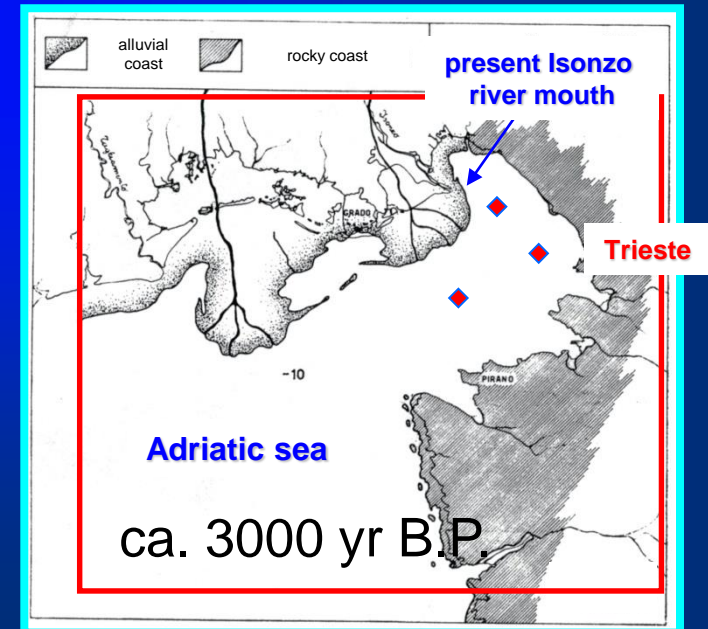 alluvial
coast
rocky coast
present Isonzo
river mouth
GRADO
Trieste
-10
PIRANO
Adriatic sea
ca. 3000 yr B.P.